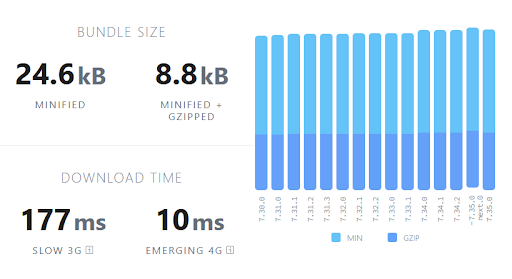 BUNDLE SIZE
24.6 kB
MINIFIED
8.8 kB
MINIFIED +
GZIPPED
DOWNLOAD TIME
177 ms
SLOW 3G
10 ms
EMERGING 4G
7.30.0
7.31.0
7.31.1
7.31.2
7.31.3
7.32.0
7.32.1
7.32.2
7.33.0
7.33.1
7.34.0
7.34.1
7.34.2
~7.35.0
next.0
7.35.0
MIN
GZIP